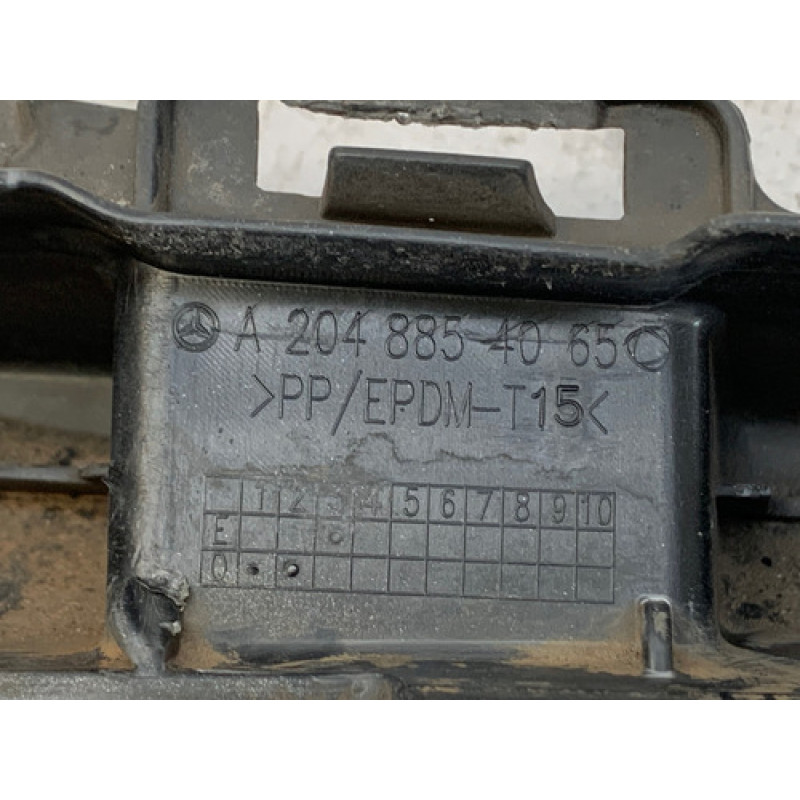 A 204 885 40 65
>PP/EPDM-T15<
1 2 3 4 5 6 7 8 9 10
E
Q